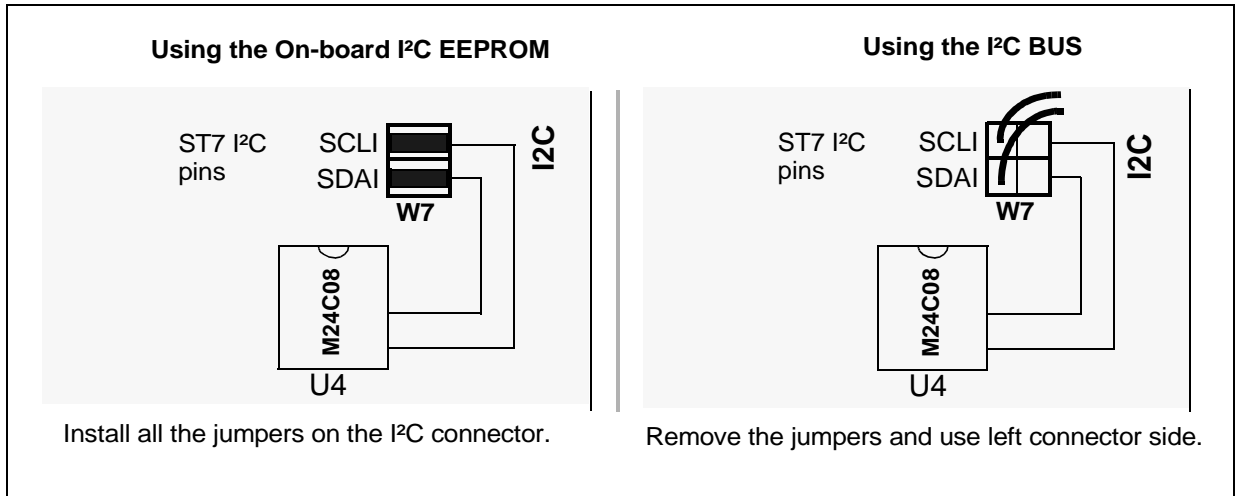 Using the On-board I²C EEPROM
ST7 I²C
pins
SCLI
SDAI
W7
I2C
M24C08
U4
Install all the jumpers on the I²C connector.
Using the I²C BUS
ST7 I²C
pins
SCLI
SDAI
W7
I2C
M24C08
U4
Remove the jumpers and use left connector side.